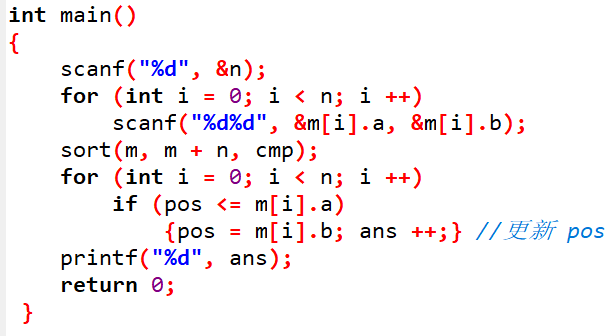 int main()
{
    scanf("%d", &n);
    for (int i = 0; i < n; i ++)
        scanf("%d%d", &m[i].a, &m[i].b);
    sort(m, m + n, cmp);
    for (int i = 0; i < n; i ++)
        if (pos <= m[i].a)
            {pos = m[i].b; ans ++;} //更新 pos
    printf("%d", ans);
    return 0;
}